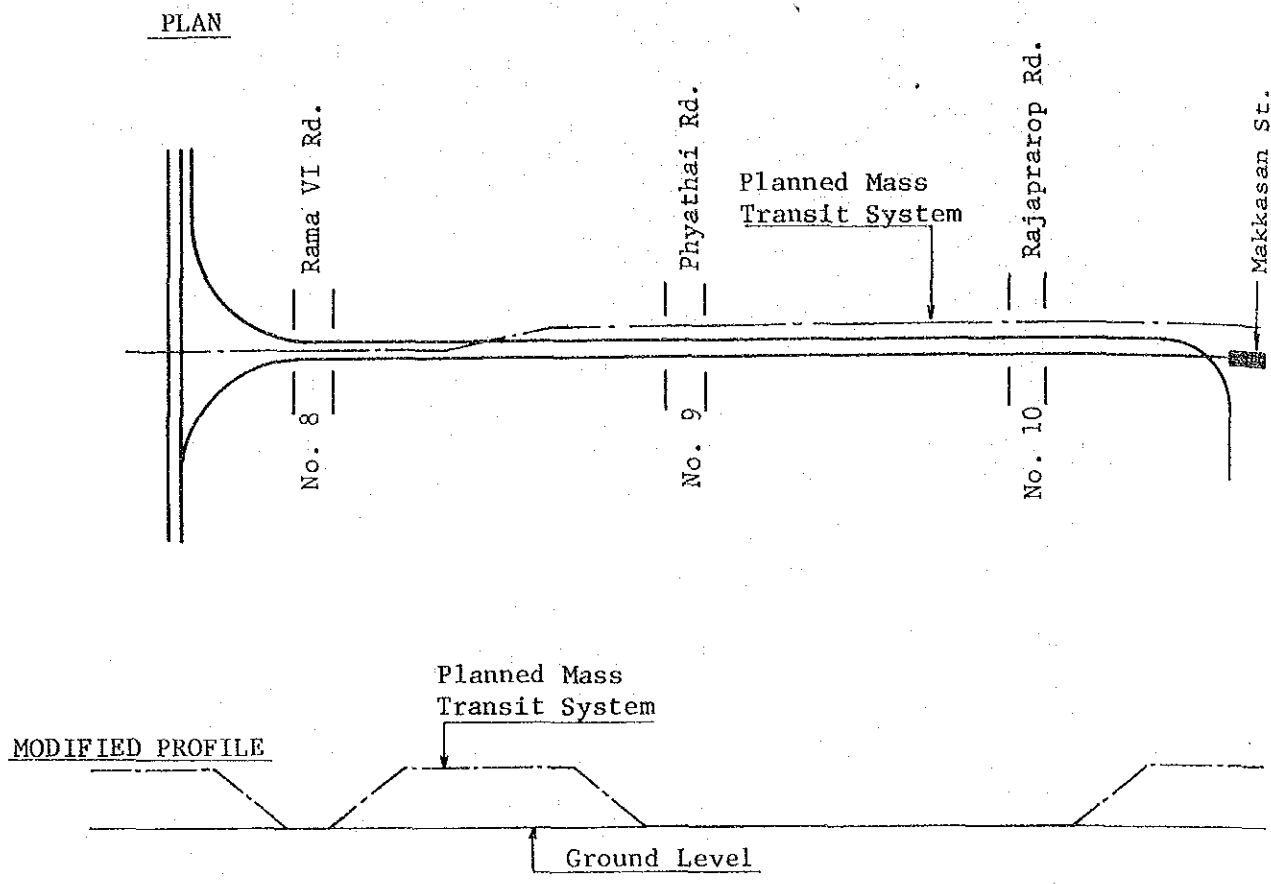 PLAN
Rama VI Rd.
Phyathai Rd.
Rajaprarop Rd.
Makkasan St.
Planned Mass
Transit System
No. 8
No. 9
No. 10
Planned Mass
Transit System
MODIFIED PROFILE
Ground Level